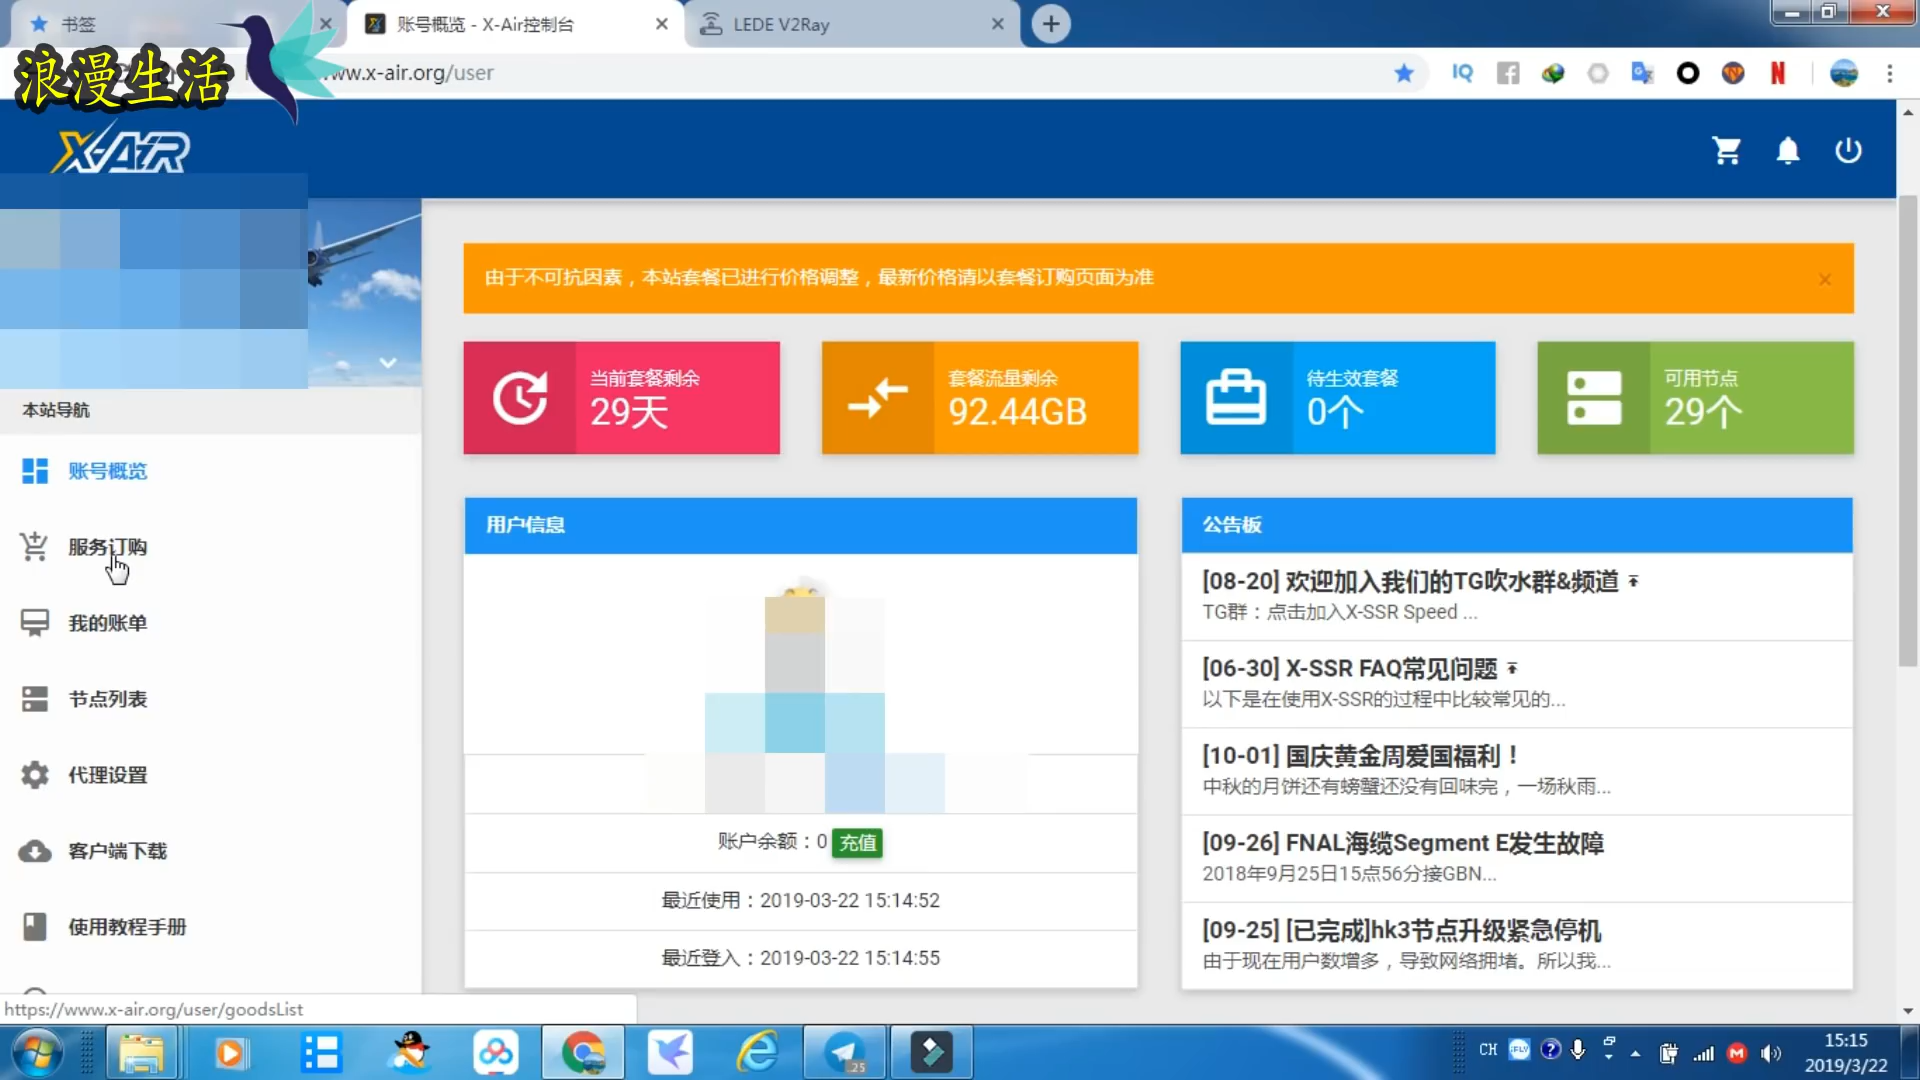 书签
账号概览 - X-Air控制台
LEDE V2Ray
浪漫生活
www.x-air.org/user
IQ
N
X-AIR
由于不可抗因素，本站套餐已进行价格调整，最新价格请以套餐订购页面为准
当前套餐剩余
29天
套餐流量剩余
92.44GB
待生效套餐
0个
可用节点
29个
本站导航
账号概览
服务订购
我的账单
节点列表
代理设置
客户端下载
使用教程手册
用户信息
账户余额：0 充值
最近使用：2019-03-22 15:14:52
最近登入：2019-03-22 15:14:55
公告板
[08-20] 欢迎加入我们的TG吹水群&频道
TG群：点击加入X-SSR Speed ...
[06-30] X-SSR FAQ常见问题
以下是在使用X-SSR的过程中比较常见的...
[10-01] 国庆黄金周爱国福利！
中秋的月饼还有螃蟹还没有回味完，一场秋雨...
[09-26] FNAL海缆Segment E发生故障
2018年9月25日15点56分接GBN...
[09-25] [已完成]hk3节点升级紧急停机
由于现在用户数增多，导致网络拥堵。所以我...
https://www.x-air.org/user/goodsList
.25
CH
15:15
2019/3/22